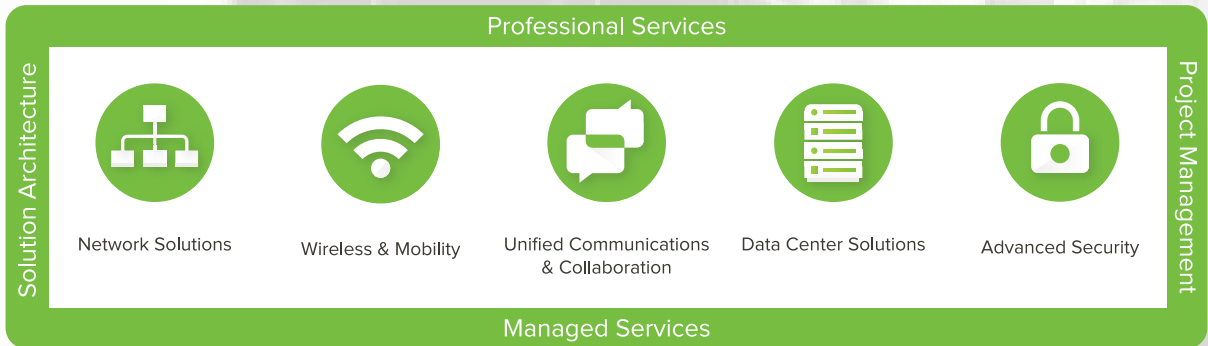 Professional Services
Solution Architecture
Project Management
Network Solutions
Wireless & Mobility
Unified Communications
& Collaboration
Data Center Solutions
Advanced Security
Managed Services